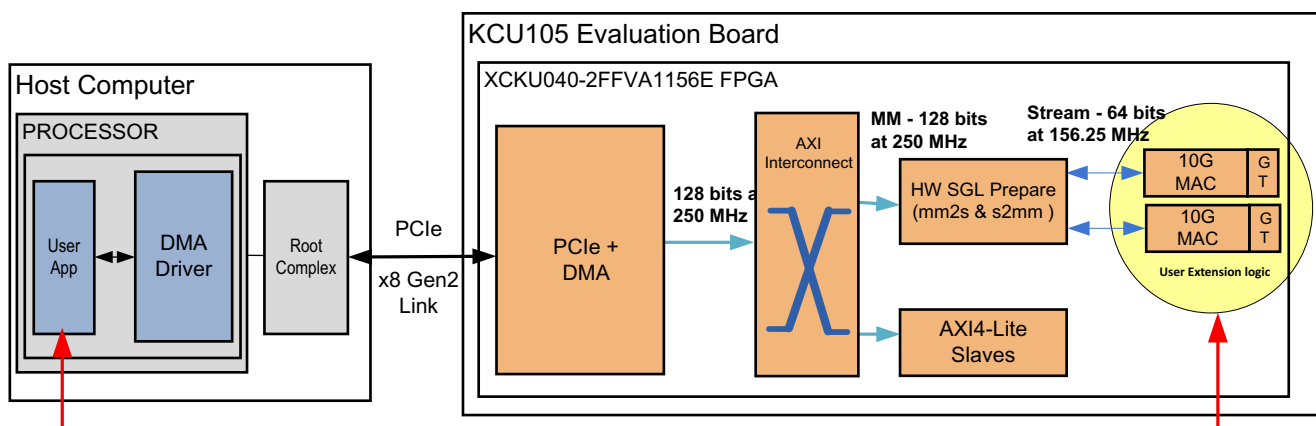 KCU105 Evaluation Board
Host Computer
XCKU040-2FFVA1156E FPGA
PROCESSOR
User
App
DMA
Driver
Root
Complex
PCIe
x8 Gen2
Link
PCIe +
DMA
128 bits a
250 MHz
AXI
Interconnect
MM - 128 bits
at 250 MHz
HW SGL Prepare
(mm2s & s2mm )
AXI4-Lite
Slaves
Stream - 64 bits
at 156.25 MHz
10G
MAC
G
T
10G
MAC
G
T
User Extension logic